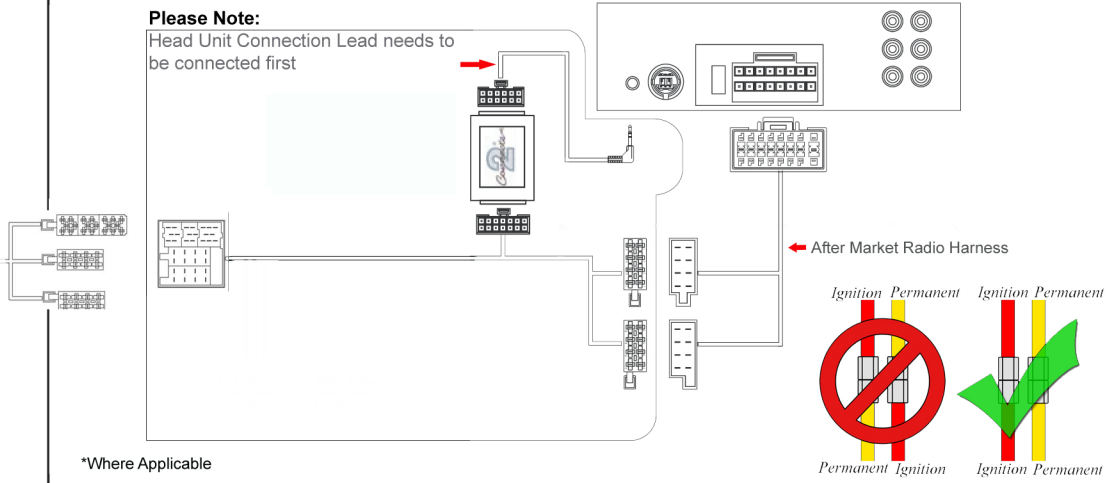 Please Note:
Head Unit Connection Lead needs to
be connected first
Connects2
After Market Radio Harness
Ignition Permanent
Ignition Permanent
Permanent Ignition
Ignition Permanent
*Where Applicable